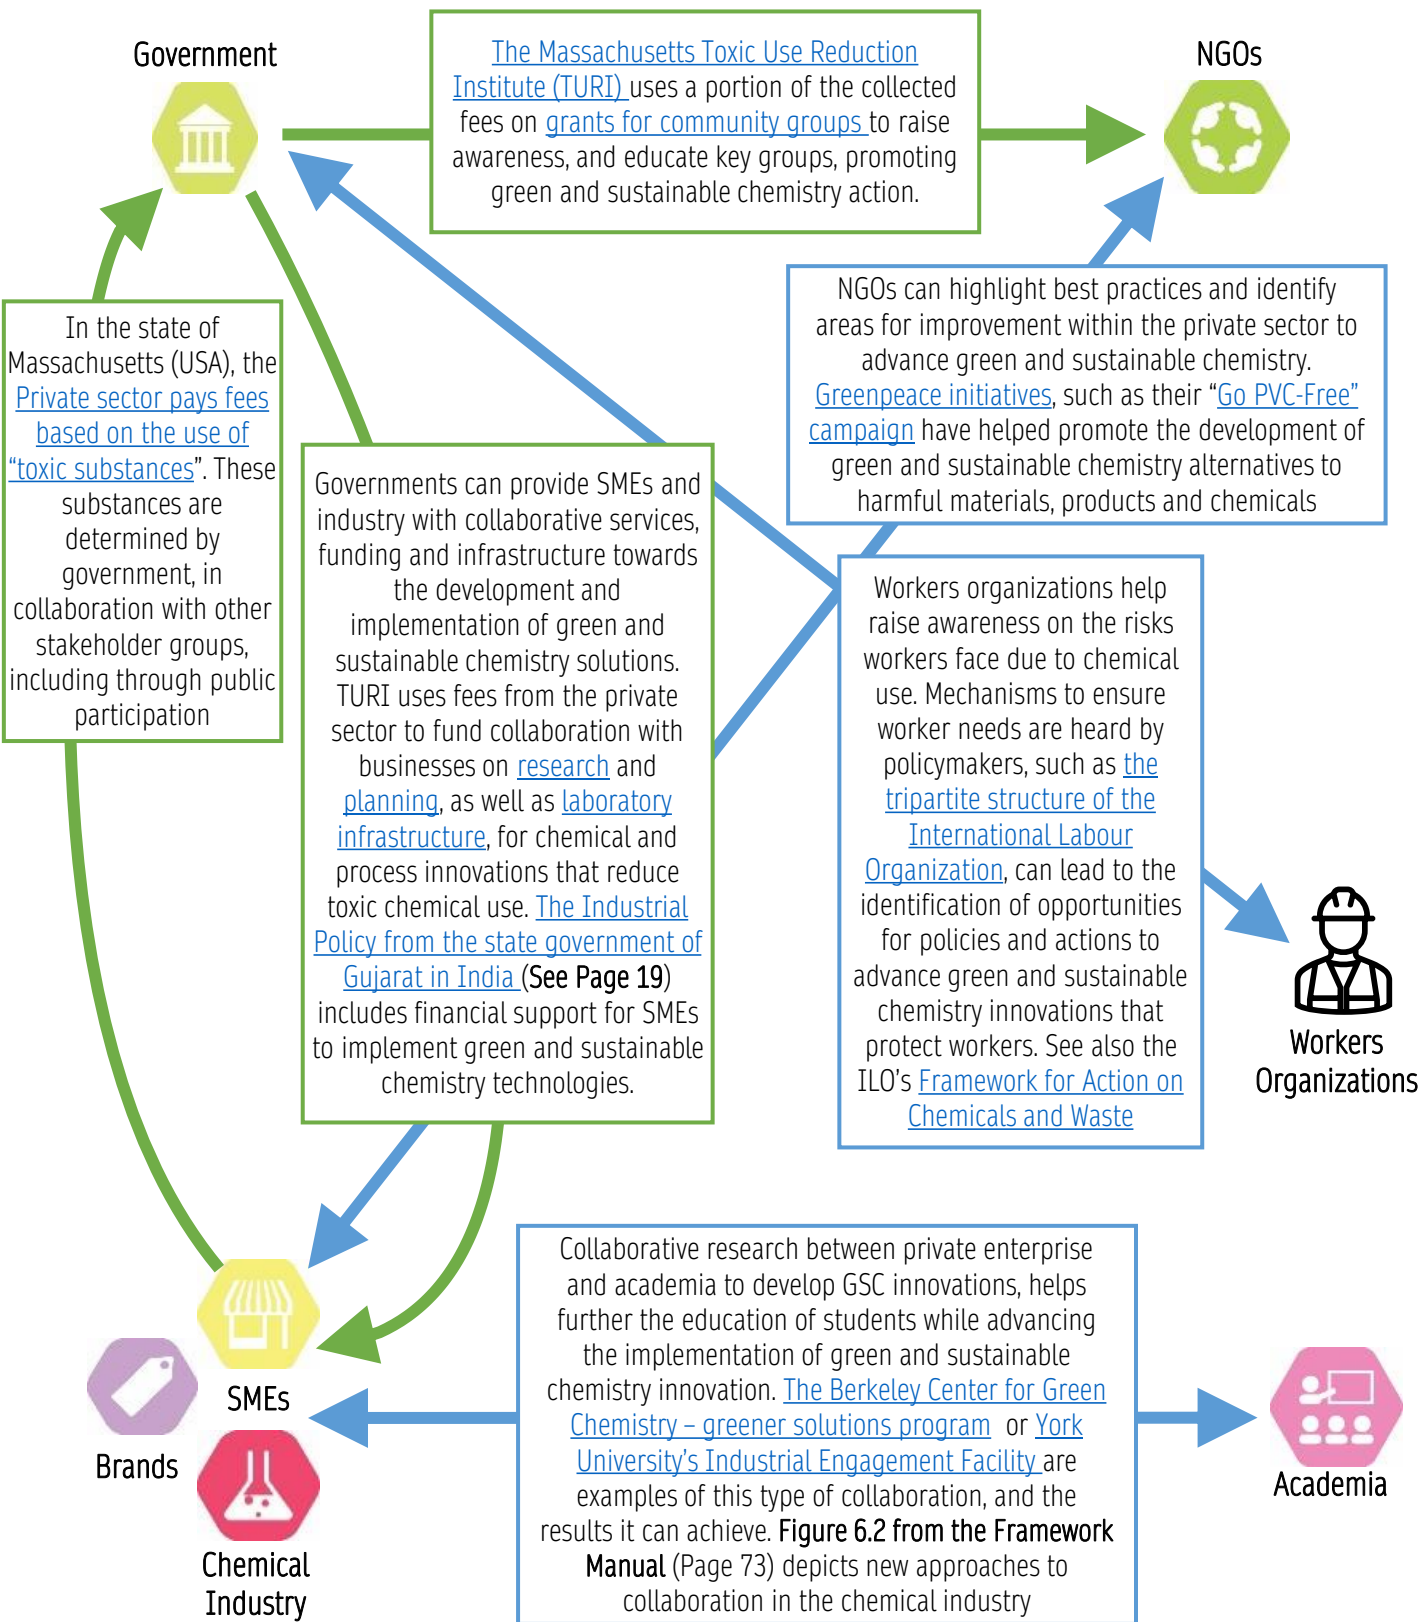 Government
The Massachusetts Toxic Use Reduction
Institute (TURI) uses a portion of the collected
fees on grants for community groups to raise
awareness, and educate key groups, promoting
green and sustainable chemistry action.
NGOs
In the state of
Massachusetts (USA), the
Private sector pays fees
based on the use of
“toxic substances”. These
substances are
determined by
government, in
collaboration with other
stakeholder groups,
including through public
participation
Governments can provide SMEs and
industry with collaborative services,
funding and infrastructure towards
the development and
implementation of green and
sustainable chemistry solutions.
TURI uses fees from the private
sector to fund collaboration with
businesses on research and
planning, as well as laboratory
infrastructure, for chemical and
process innovations that reduce
toxic chemical use. The Industrial
Policy from the state government of
Gujarat in India (See Page 19)
includes financial support for SMEs
to implement green and sustainable
chemistry technologies.
NGOs can highlight best practices and identify
areas for improvement within the private sector to
advance green and sustainable chemistry.
Greenpeace initiatives, such as their “Go PVC-Free”
campaign have helped promote the development of
green and sustainable chemistry alternatives to
harmful materials, products and chemicals
Workers organizations help
raise awareness on the risks
workers face due to chemical
use. Mechanisms to ensure
worker needs are heard by
policymakers, such as the
tripartite structure of the
International Labour
Organization, can lead to the
identification of opportunities
for policies and actions to
advance green and sustainable
chemistry innovations that
protect workers. See also the
ILO’s Framework for Action on
Chemicals and Waste
Workers
Organizations
SMEs
Brands
Chemical
Industry
Collaborative research between private enterprise
and academia to develop GSC innovations, helps
further the education of students while advancing
the implementation of green and sustainable
chemistry innovation. The Berkeley Center for Green
Chemistry – greener solutions program or York
University’s Industrial Engagement Facility are
examples of this type of collaboration, and the
results it can achieve. Figure 6.2 from the Framework
Manual (Page 73) depicts new approaches to
collaboration in the chemical industry
Academia